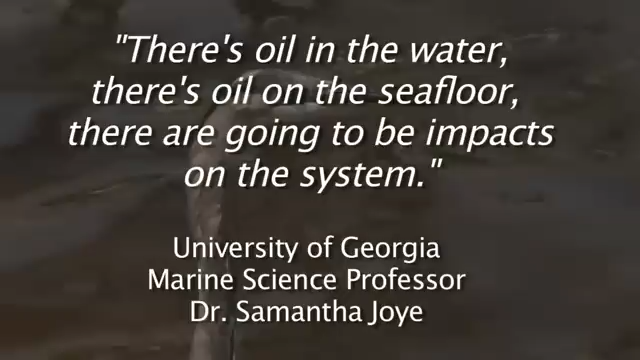 "There's oil in the water,
there's oil on the seafloor,
there are going to be impacts
on the system."
University of Georgia
Marine Science Professor
Dr. Samantha Joye